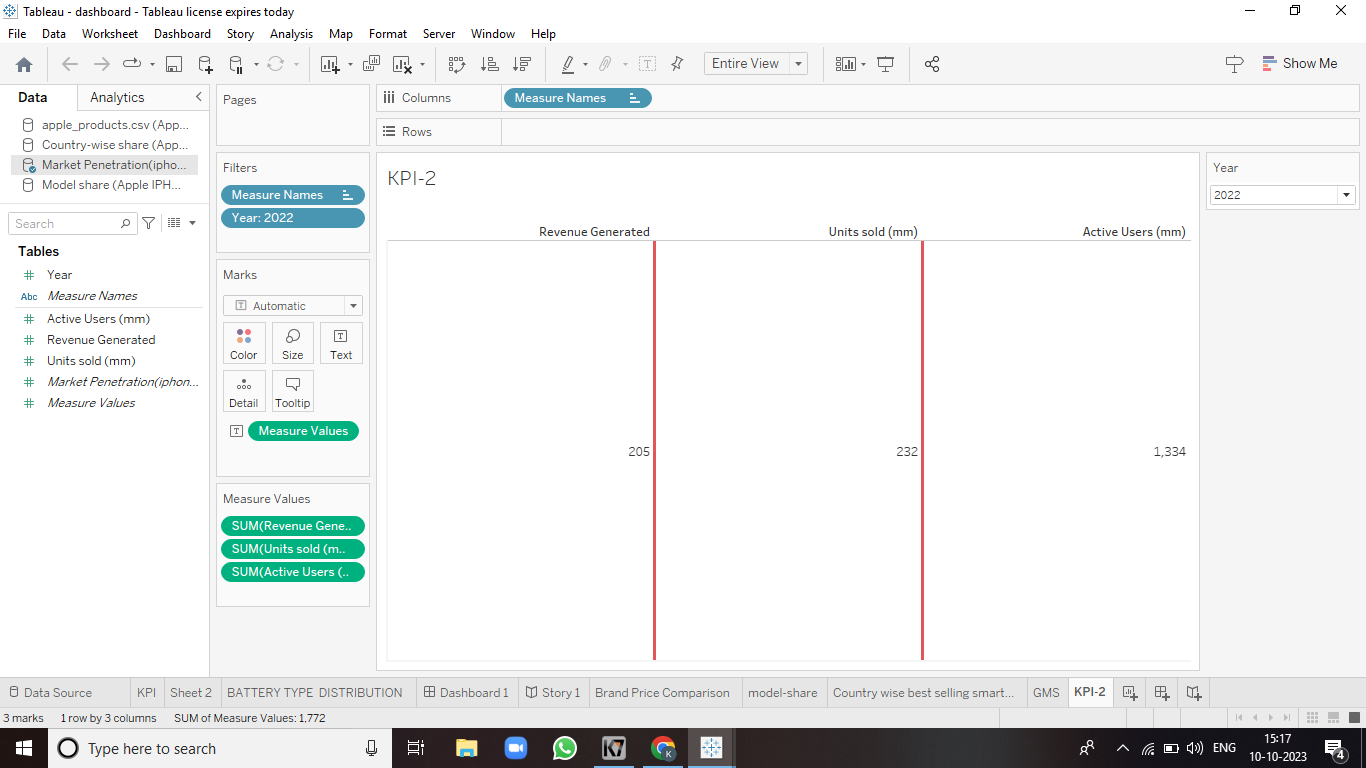 Tableau - dashboard - Tableau license expires today
File Data Worksheet Dashboard Story Analysis Map Format Server Window Help
Entire View
Show Me
Data Analytics
apple_products.csv (App...
Country-wise share (App...
Market Penetration(ipho...
Model share (Apple IPH...
Search
Tables
Year
Abc Measure Names
Active Users (mm)
Revenue Generated
Units sold (mm)
Market Penetration(iphon...
Measure Values
Pages
Filters
Measure Names
Year: 2022
Marks
Automatic
Color Size Text
Detail Tooltip
Measure Values
Measure Values
SUM(Revenue Gene..
SUM(Units sold (m..
SUM(Active Users (..
Columns Measure Names
Rows
KPI-2
Revenue Generated Units sold (mm) Active Users (mm)
205 232 1,334
Year
2022
Data Source KPI Sheet 2 BATTERY TYPE DISTRIBUTION Dashboard 1 Story 1 Brand Price Comparison model-share Country wise best selling smart... GMS KPI-2
3 marks 1 row by 3 columns SUM of Measure Values: 1,772
Type here to search
K
ENG
15:17
10-10-2023
4